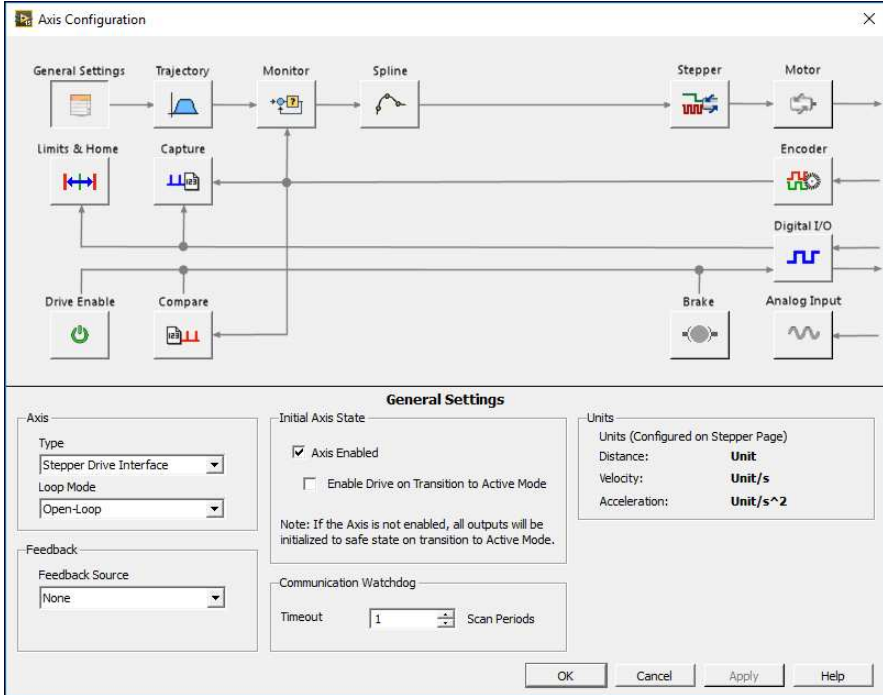 Axis Configuration
General Settings
Trajectory
Monitor
Spline
Stepper
Motor
Limits & Home
Capture
Encoder
Digital I/O
Drive Enable
Compare
Brake
Analog Input
General Settings
Axis
Type
Stepper Drive Interface
Loop Mode
Open-Loop
Feedback
Feedback Source
None
Initial Axis State
Axis Enabled
Enable Drive on Transition to Active Mode
Note: If the Axis is not enabled, all outputs will be
initialized to safe state on transition to Active Mode.
Communication Watchdog
Timeout 1 Scan Periods
Units
Units (Configured on Stepper Page)
Distance: Unit
Velocity: Unit/s
Acceleration: Unit/s^2
OK Cancel Apply Help